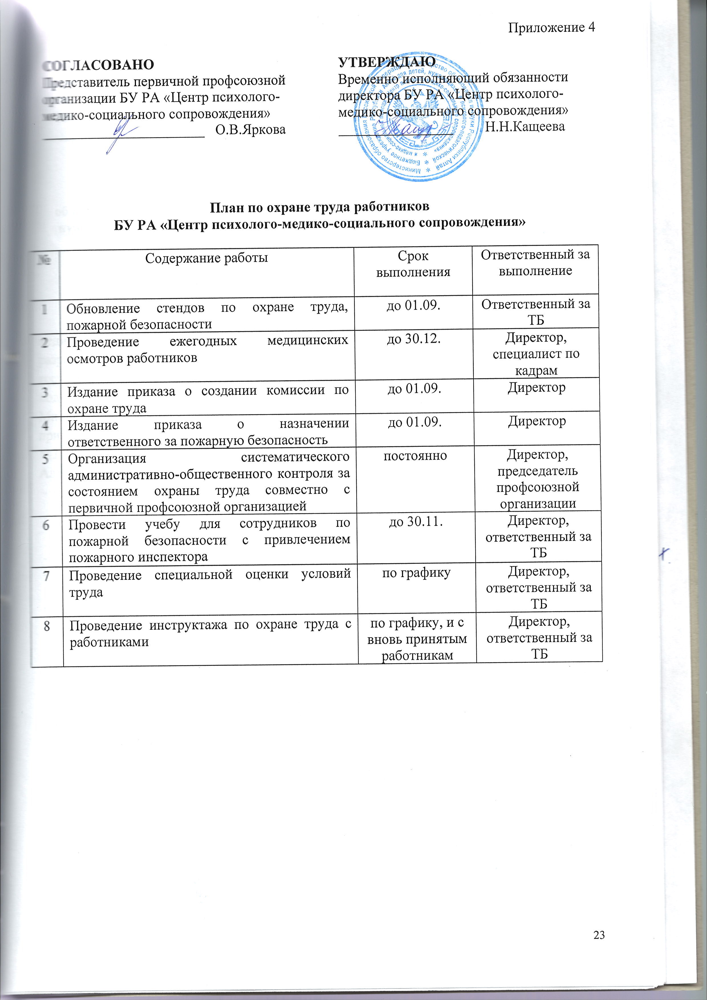 Приложение 4
СОГЛАСОВАНО
Представитель первичной профсоюзной
организации БУ РА «Центр психолого-
медико-социального сопровождения»
О.В.Яркова
УТВЕРЖДАЮ
Временно исполняющий обязанности
директора БУ РА «Центр психолого-
медико-социального сопровождения»
Н.Н.Кащеева
План по охране труда работников
БУ РА «Центр психолого-медико-социального сопровождения»
№
Содержание работы
Срок
выполнения
Ответственный за
выполнение
1
Обновление стендов по охране труда,
пожарной безопасности
до 01.09.
Ответственный за
ТБ
2
Проведение ежегодных медицинских
осмотров работников
до 30.12.
Директор,
специалист по
кадрам
3
Издание приказа о создании комиссии по
охране труда
до 01.09.
Директор
4
Издание приказа о назначении
ответственного за пожарную безопасность
до 01.09.
Директор
5
Организация систематического
административно-общественного контроля за
состоянием охраны труда совместно с
первичной профсоюзной организацией
постоянно
Директор,
председатель
профсоюзной
организации
6
Провести учебу для сотрудников по
пожарной безопасности с привлечением
пожарного инспектора
до 30.11.
Директор,
ответственный за
ТБ
7
Проведение специальной оценки условий
труда
по графику
Директор,
ответственный за
ТБ
8
Проведение инструктажа по охране труда с
работниками
по графику, и с
вновь принятым
работникам
Директор,
ответственный за
ТБ
23